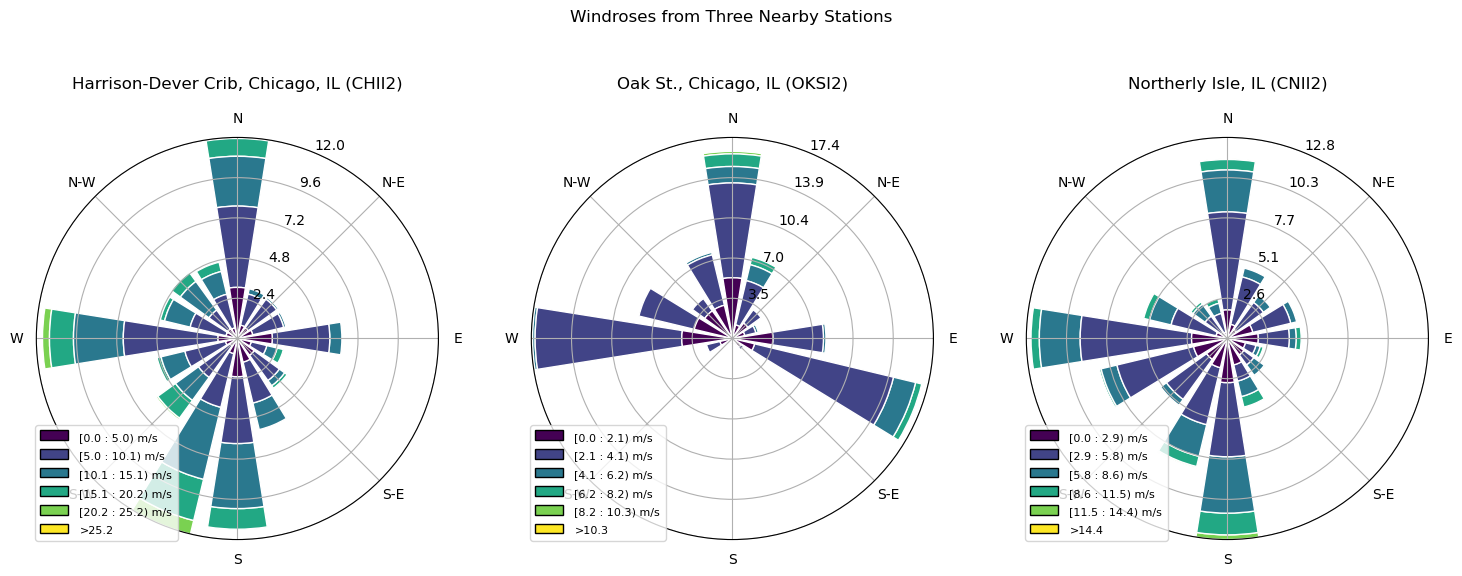 Windroses from Three Nearby Stations
Harrison-Dever Crib, Chicago, IL (CHII2)
N
N-E
E
S-E
S
W
N-W
2.4
4.8
7.2
9.6
12.0
[0.0 : 5.0) m/s
[5.0 : 10.1) m/s
[10.1 : 15.1) m/s
[15.1 : 20.2) m/s
[20.2 : 25.2) m/s
>25.2
Oak St., Chicago, IL (OKSI2)
N
N-E
E
S-E
S
W
N-W
3.5
7.0
10.4
13.9
17.4
[0.0 : 2.1) m/s
[2.1 : 4.1) m/s
[4.1 : 6.2) m/s
[6.2 : 8.2) m/s
[8.2 : 10.3) m/s
>10.3
Northerly Isle, IL (CNII2)
N
N-E
E
S-E
S
W
N-W
2.6
5.1
7.7
10.3
12.8
[0.0 : 2.9) m/s
[2.9 : 5.8) m/s
[5.8 : 8.6) m/s
[8.6 : 11.5) m/s
[11.5 : 14.4) m/s
>14.4